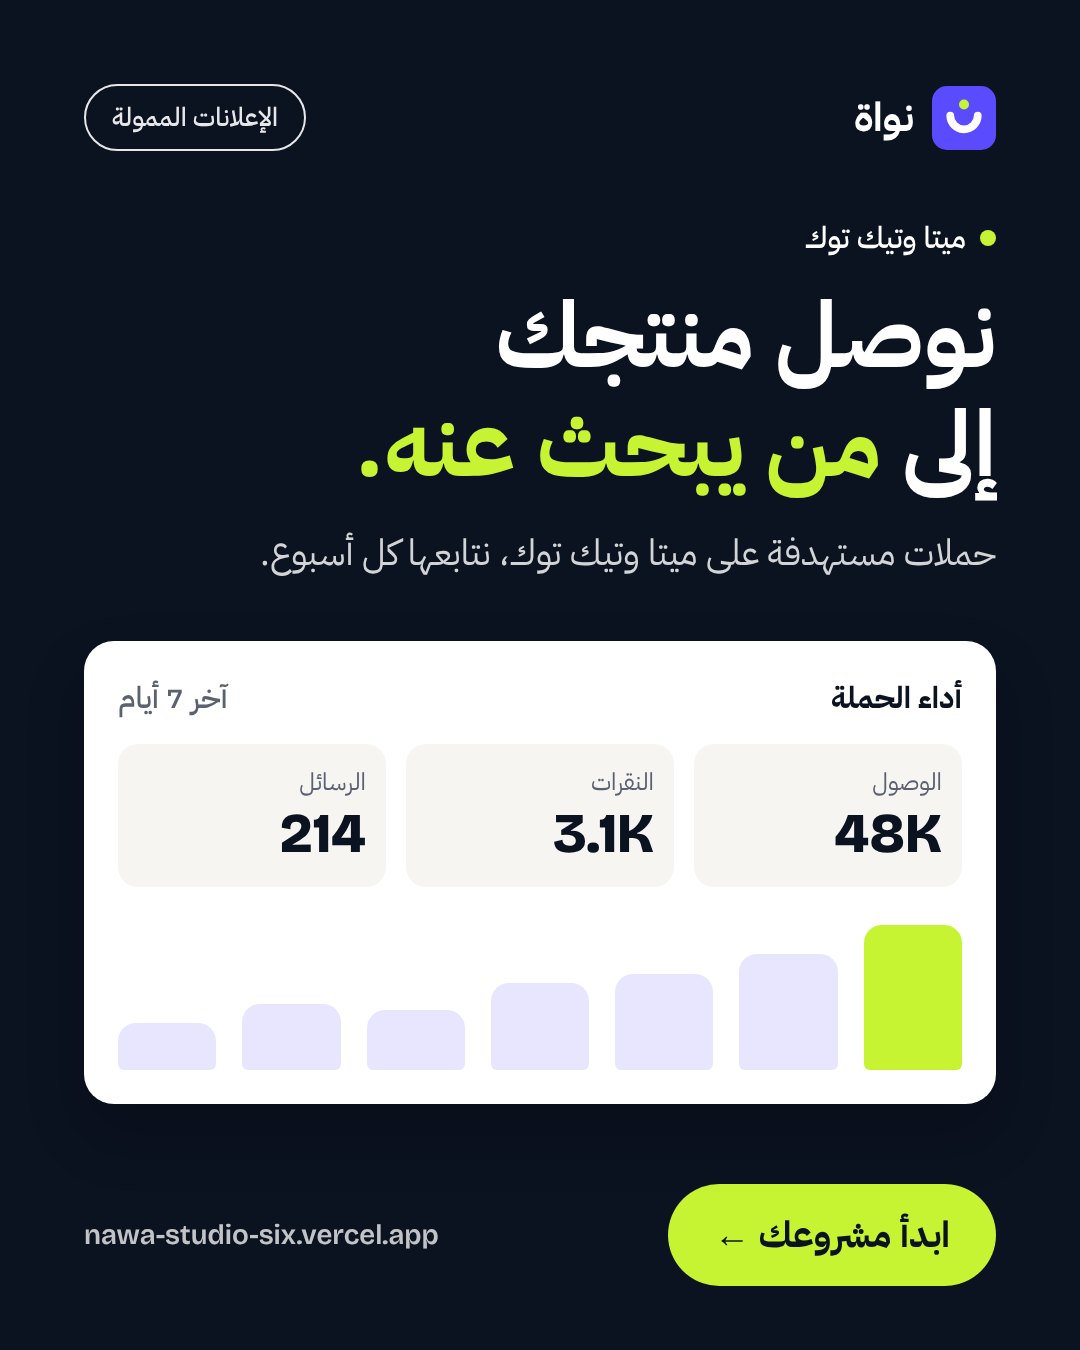 نواة
الإعلانات الممولة
ميتا وتيك توك
نوصل منتجك
إلى من يبحث عنه.
حملات مستهدفة على ميتا وتيك توك، نتابعها كل أسبوع.
أداء الحملة
آخر 7 أيام
الوصول
48K
النقرات
3.1K
الرسائل
214
ابدأ مشروعك ←
nawa-studio-six.vercel.app